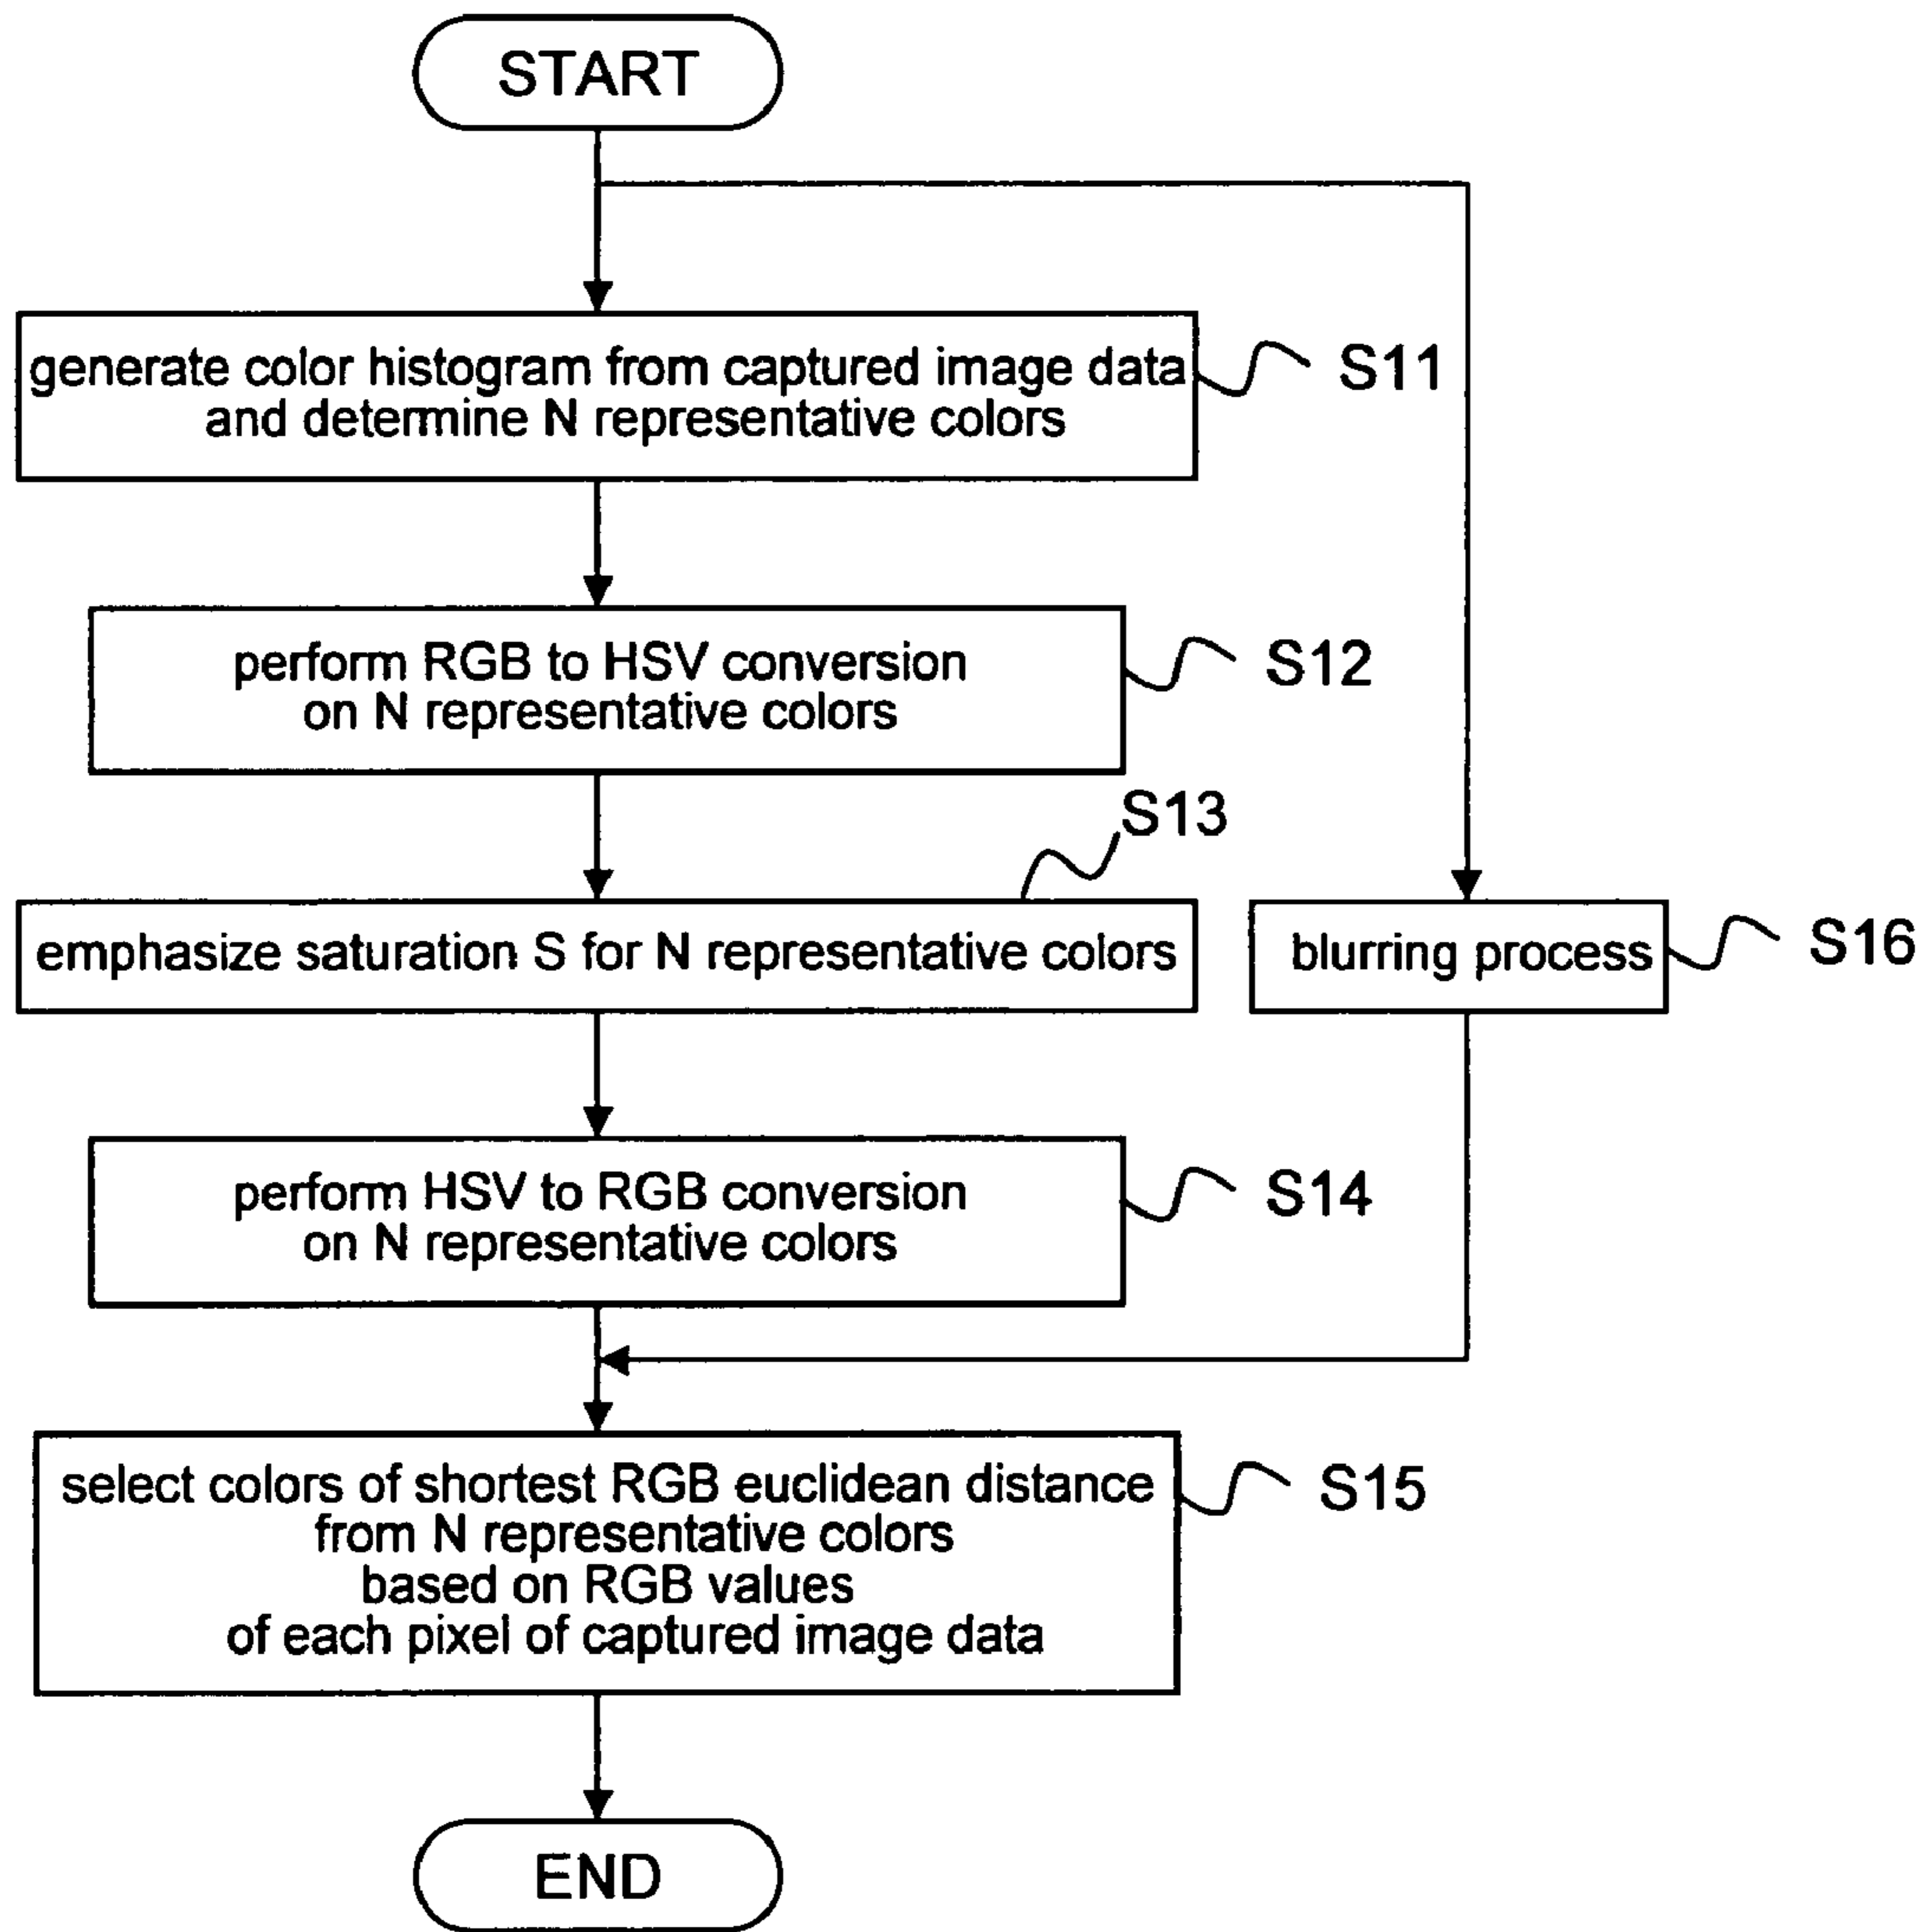 START
generate color histogram from captured image data
and determine N representative colors
S11
perform RGB to HSV conversion
on N representative colors
S12
S13
emphasize saturation S for N representative colors
blurring process
S16
perform HSV to RGB conversion
on N representative colors
S14
select colors of shortest RGB euclidean distance
from N representative colors
based on RGB values
of each pixel of captured image data
S15
END